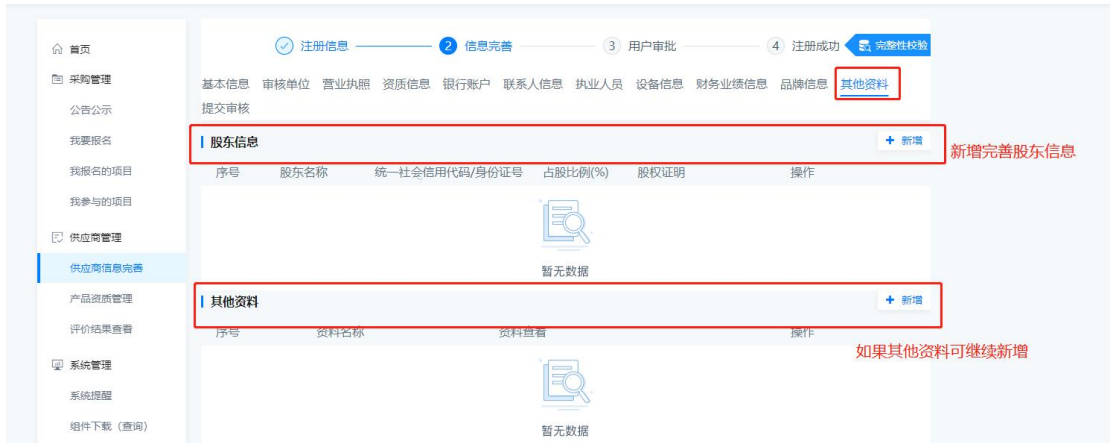 首页
采购管理
公告公示
我要报名
我报名的项目
我参与的项目
供应商管理
供应商信息完善
产品资质管理
评价结果查看
系统管理
系统提醒
组件下载（查询）
注册信息 2 信息完善 3 用户审批 4 注册成功 完整性校验
基本信息 审核单位 营业执照 资质信息 银行账户 联系人信息 执业人员 设备信息 财务业绩信息 品牌信息 其他资料
提交审核
股东信息 + 新增
新增完善股东信息
序号 股东名称 统一社会信用代码/身份证号 占股比例(%) 股权证明 操作
暂无数据
其他资料 + 新增
序号 资料名称 资料查看 操作
如果其他资料可继续新增
暂无数据